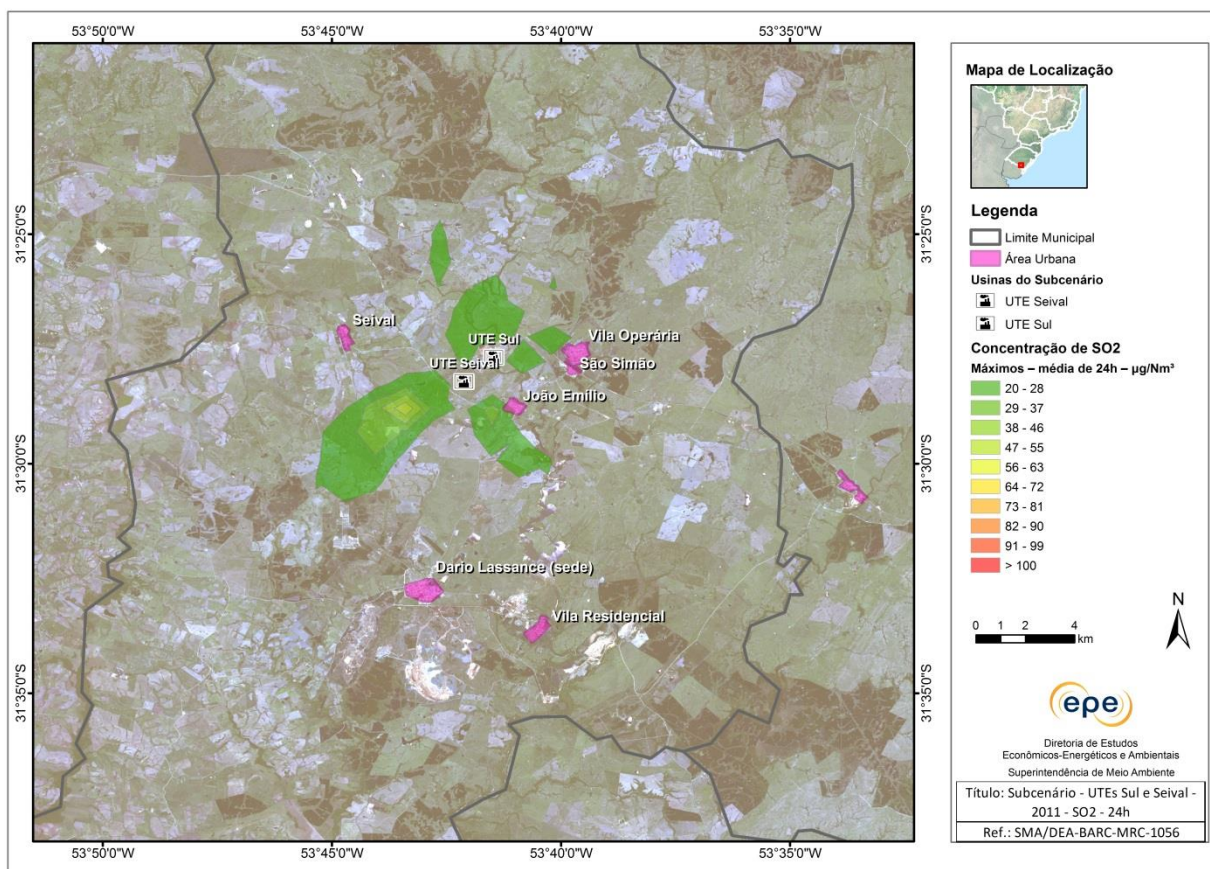 53°50'0"W 53°45'0"W 53°40'0"W 53°35'0"W
31°25'0"S 31°25'0"S
Seival
UTE Sul
Vila Operária
UTE Seival
São Simão
João Emílio
31°30'0"S 31°30'0"S
Dario Lassance (sede)
Vila Residencial
31°35'0"S 31°35'0"S
53°50'0"W 53°45'0"W 53°40'0"W 53°35'0"W
Mapa de Localização
Legenda
Limite Municipal
Área Urbana
Usinas do Subcenário
UTE Seival
UTE Sul
Concentração de SO2
Máximos – média de 24h – µg/Nm³
20 - 28
29 - 37
38 - 46
47 - 55
56 - 63
64 - 72
73 - 81
82 - 90
91 - 99
> 100
N
0 1 2 4
km
epe
Diretoria de Estudos
Econômicos-Energéticos e Ambientais
Superintendência de Meio Ambiente
Título: Subcenário - UTEs Sul e Seival -
2011 - SO2 - 24h
Ref.: SMA/DEA-BARC-MRC-1056